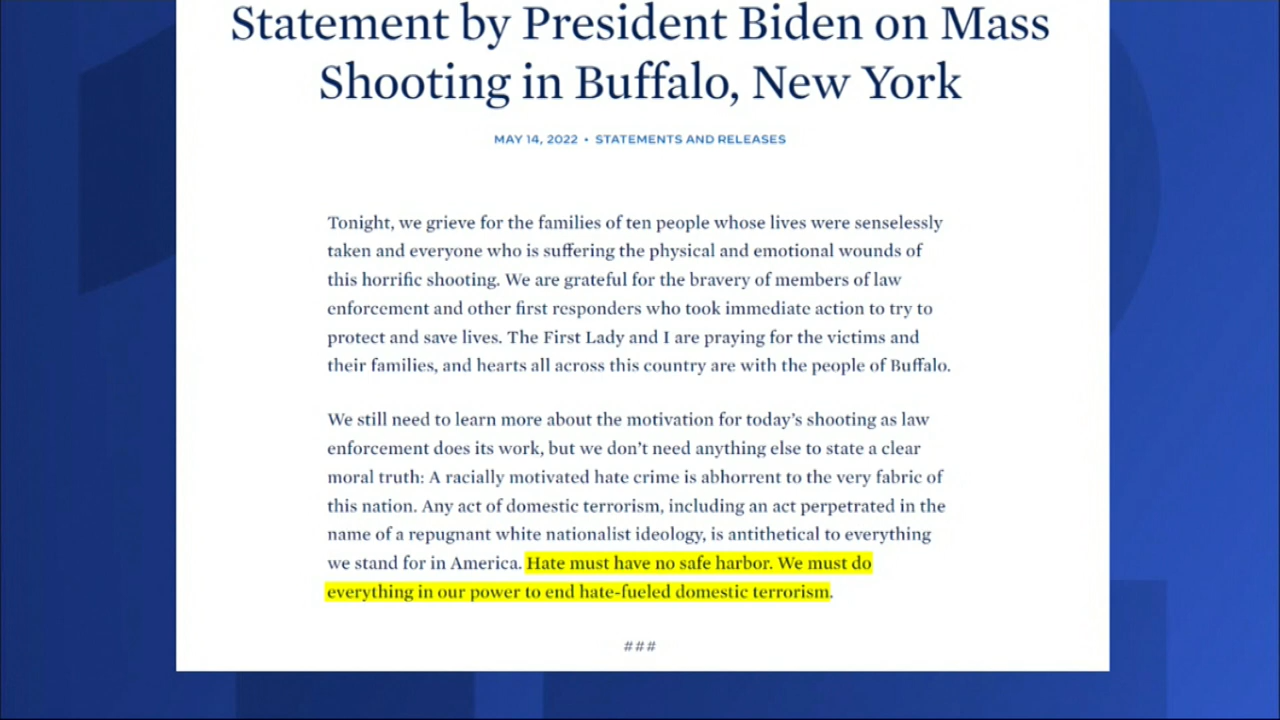 Statement by President Biden on Mass
Shooting in Buffalo, New York
MAY 14, 2022 • STATEMENTS AND RELEASES
Tonight, we grieve for the families of ten people whose lives were senselessly
taken and everyone who is suffering the physical and emotional wounds of
this horrific shooting. We are grateful for the bravery of members of law
enforcement and other first responders who took immediate action to try to
protect and save lives. The First Lady and I are praying for the victims and
their families, and hearts all across this country are with the people of Buffalo.
We still need to learn more about the motivation for today’s shooting as law
enforcement does its work, but we don’t need anything else to state a clear
moral truth: A racially motivated hate crime is abhorrent to the very fabric of
this nation. Any act of domestic terrorism, including an act perpetrated in the
name of a repugnant white nationalist ideology, is antithetical to everything
we stand for in America. Hate must have no safe harbor. We must do
everything in our power to end hate-fueled domestic terrorism.
###